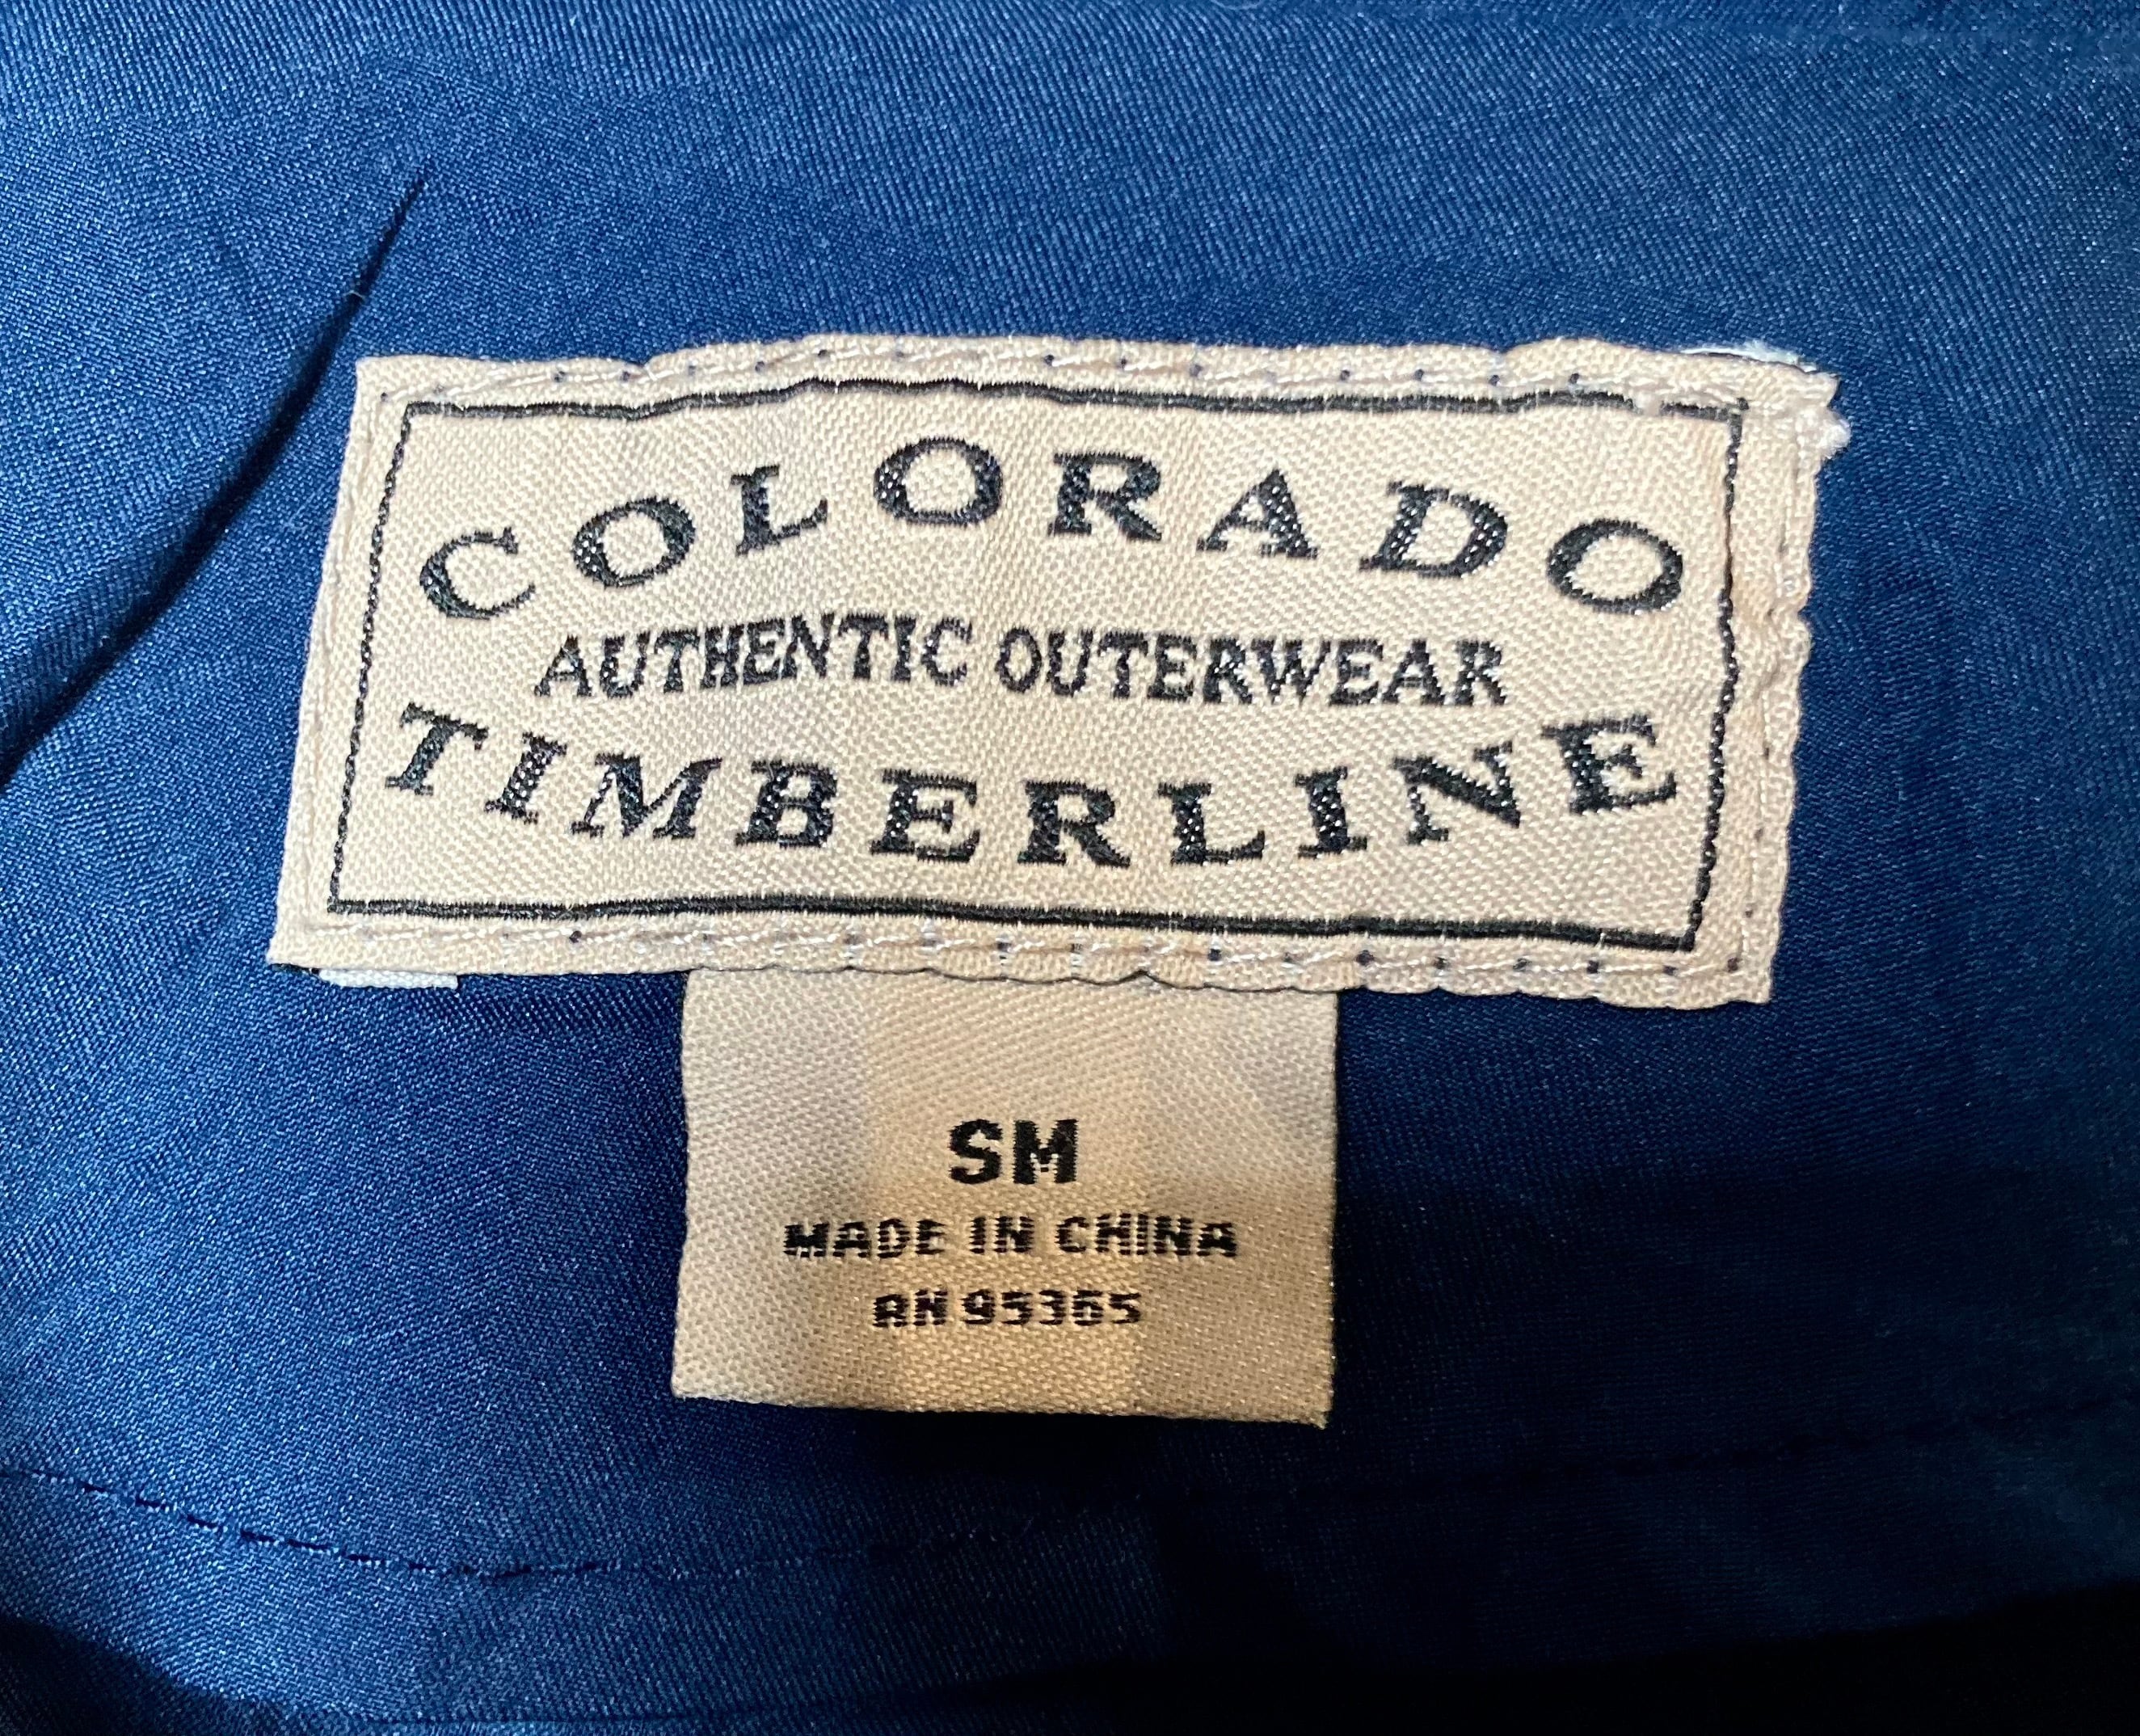 COLORADO
AUTHENTIC OUTERWEAR
TIMBERLINE
SM
MADE IN CHINA
RN 95365